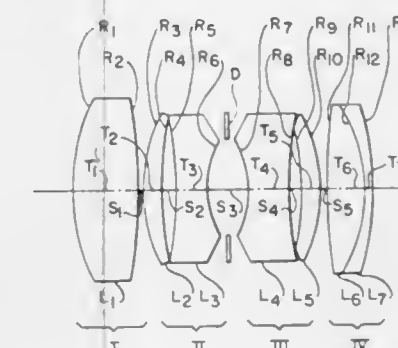 R1 R3 R5 R7 R9 R11 R
R2 R4 R6 D R8 R10 R12
T2 T5
T1 T3 T4 T6 T
S1 S2 S3 S4 S5
L1 L2 L3 L4 L5 L6 L7
I II III IV